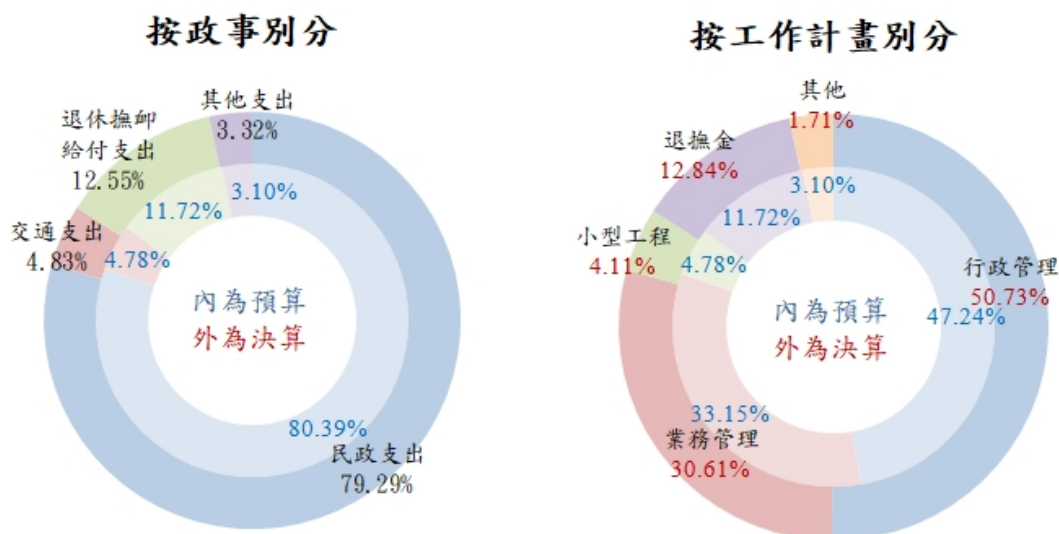 按政事別分
其他支出
3.32%
退休撫卹
給付支出
12.55%
3.10%
11.72%
交通支出
4.83%
4.78%
內為預算
外為決算
80.39%
民政支出
79.29%
按工作計畫別分
其他
1.71%
退撫金
12.84%
3.10%
11.72%
小型工程
4.11%
4.78%
行政管理
50.73%
47.24%
內為預算
外為決算
33.15%
業務管理
30.61%